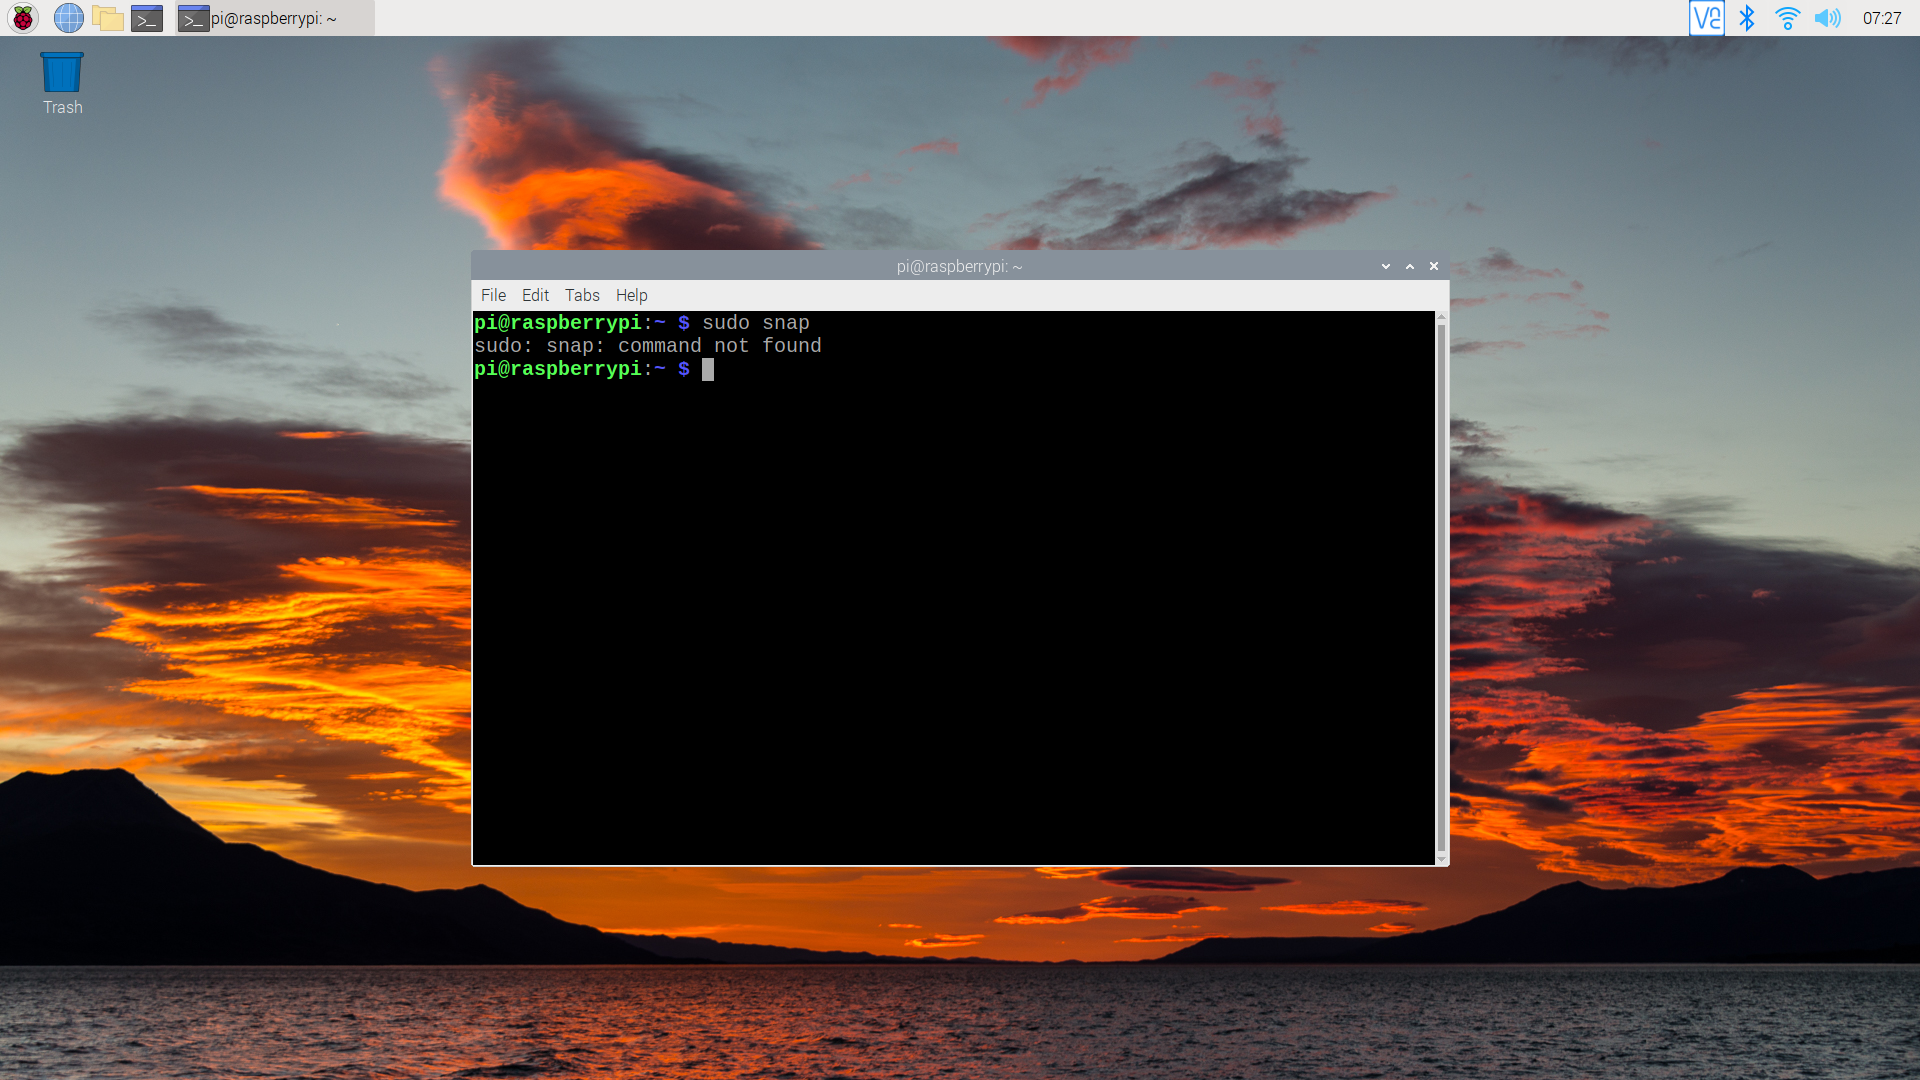 pi@raspberrypi: ~
VNC
07:27
Trash
pi@raspberrypi: ~
File Edit Tabs Help
pi@raspberrypi:~ $ sudo snap
sudo: snap: command not found
pi@raspberrypi:~ $